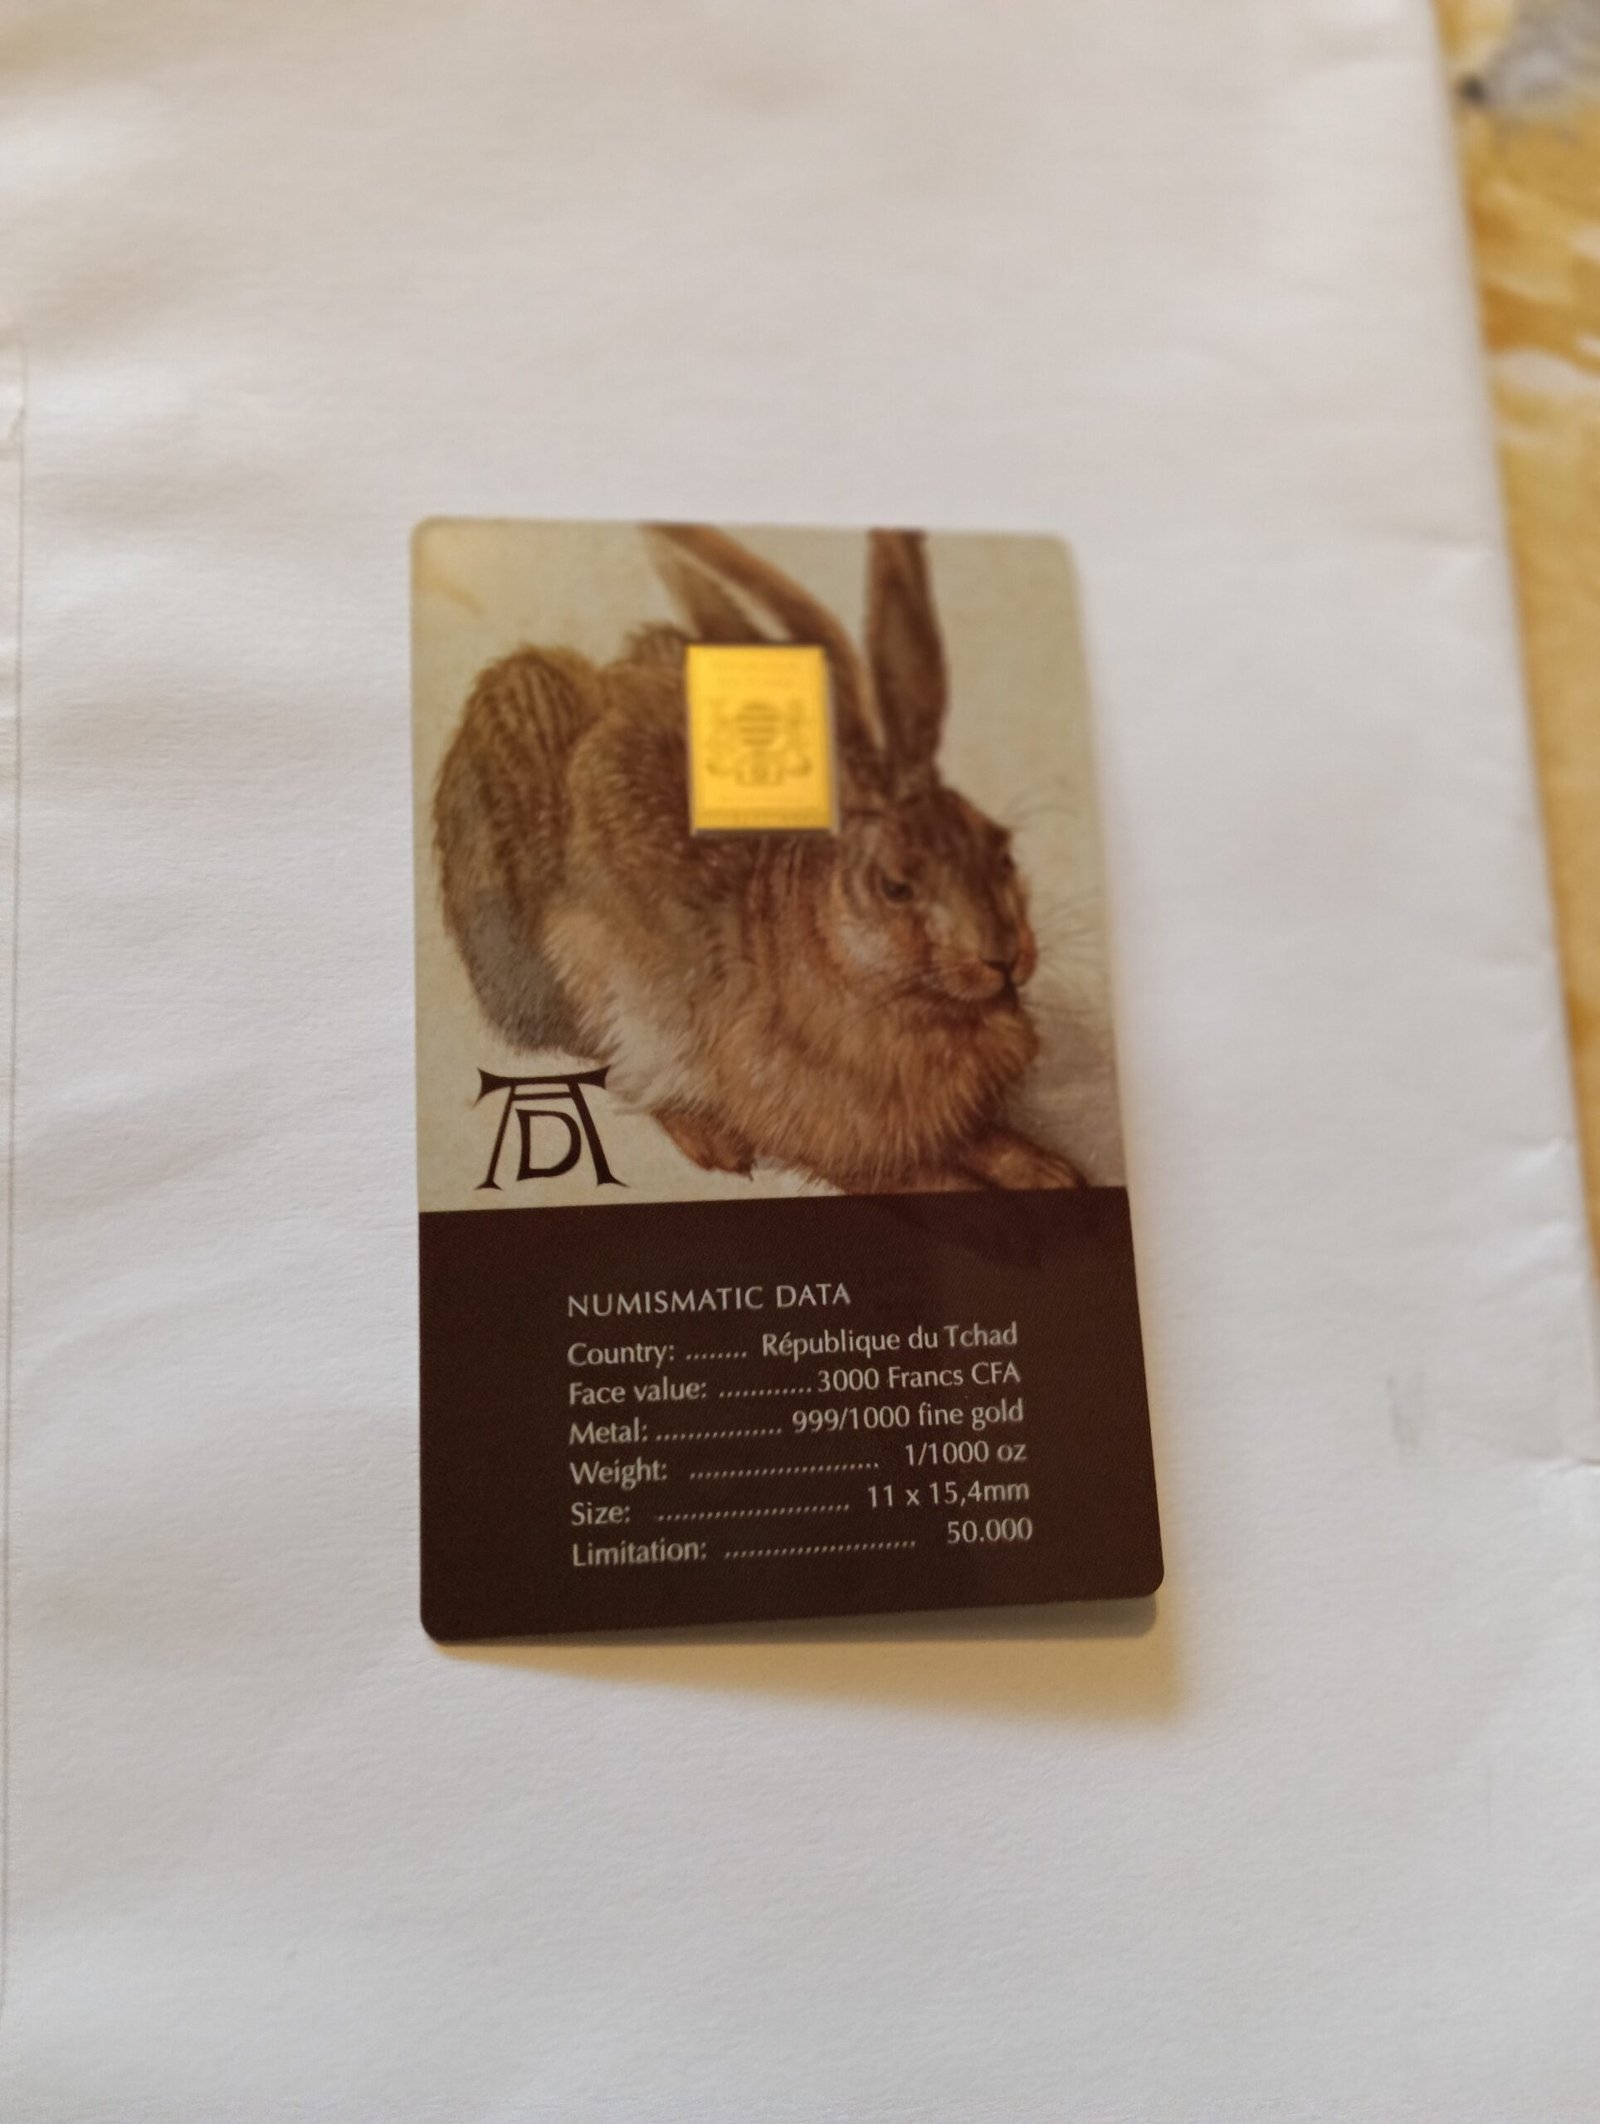 AD
NUMISMATIC DATA
Country: ........ République du Tchad
Face value: ............ 3000 Francs CFA
Metal: ................ 999/1000 fine gold
Weight: ........................ 1/1000 oz
Size: ........................ 11 x 15,4mm
Limitation: ........................ 50.000